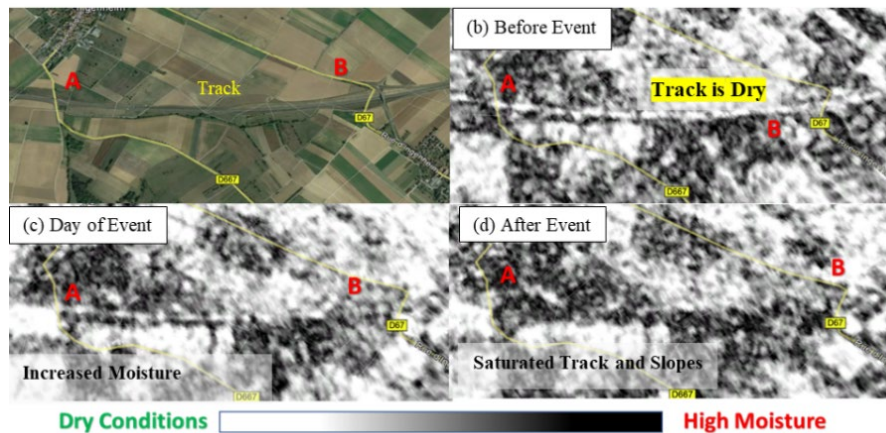 A
Track
B
D67
D667
(b) Before Event
A
Track is Dry
B
D67
D667
(c) Day of Event
A
B
D67
Increased Moisture
D667
(d) After Event
A
B
D67
Saturated Track and Slopes
D667
Dry Conditions
High Moisture